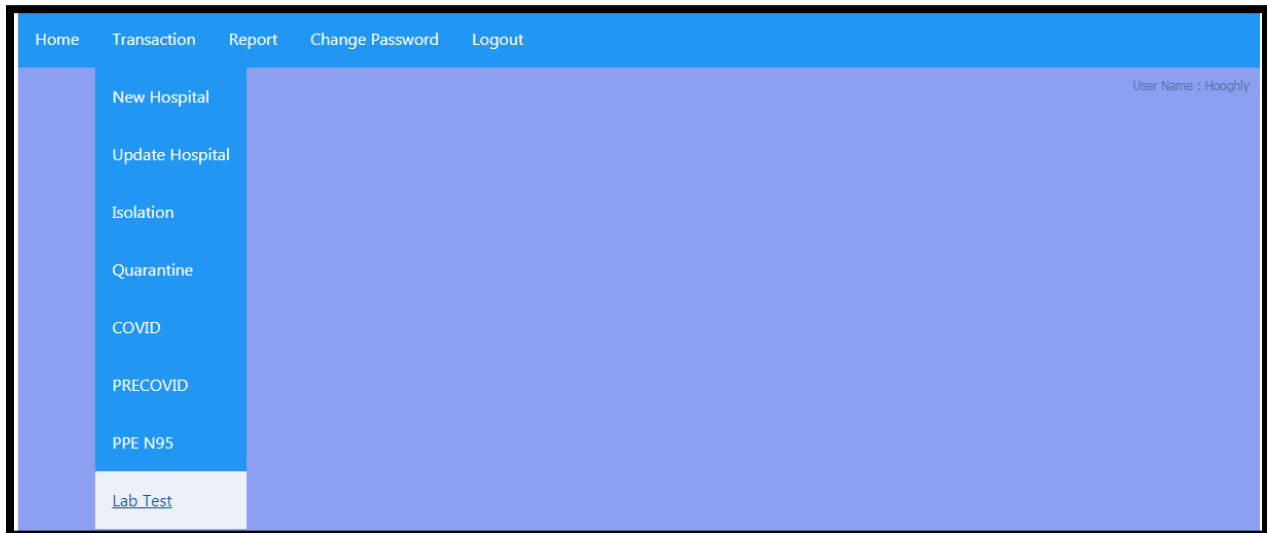 Home Transaction Report Change Password Logout
User Name : Hooghly
New Hospital
Update Hospital
Isolation
Quarantine
COVID
PRECOVID
PPE N95
Lab Test